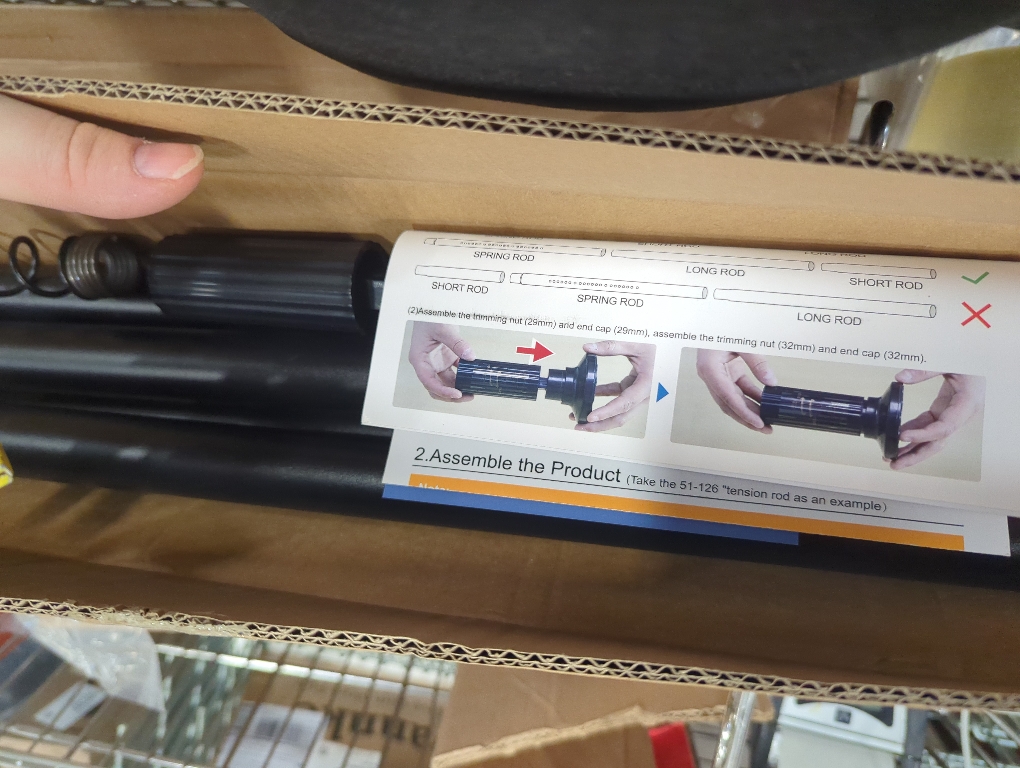 SPRING ROD
LONG ROD
SHORT ROD
SHORT ROD
SPRING ROD
LONG ROD
(2)Assemble the trimming nut (29mm) and end cap (29mm), assemble the trimming nut (32mm) and end cap (32mm).
2.Assemble the Product (Take the 51-126 "tension rod as an example)